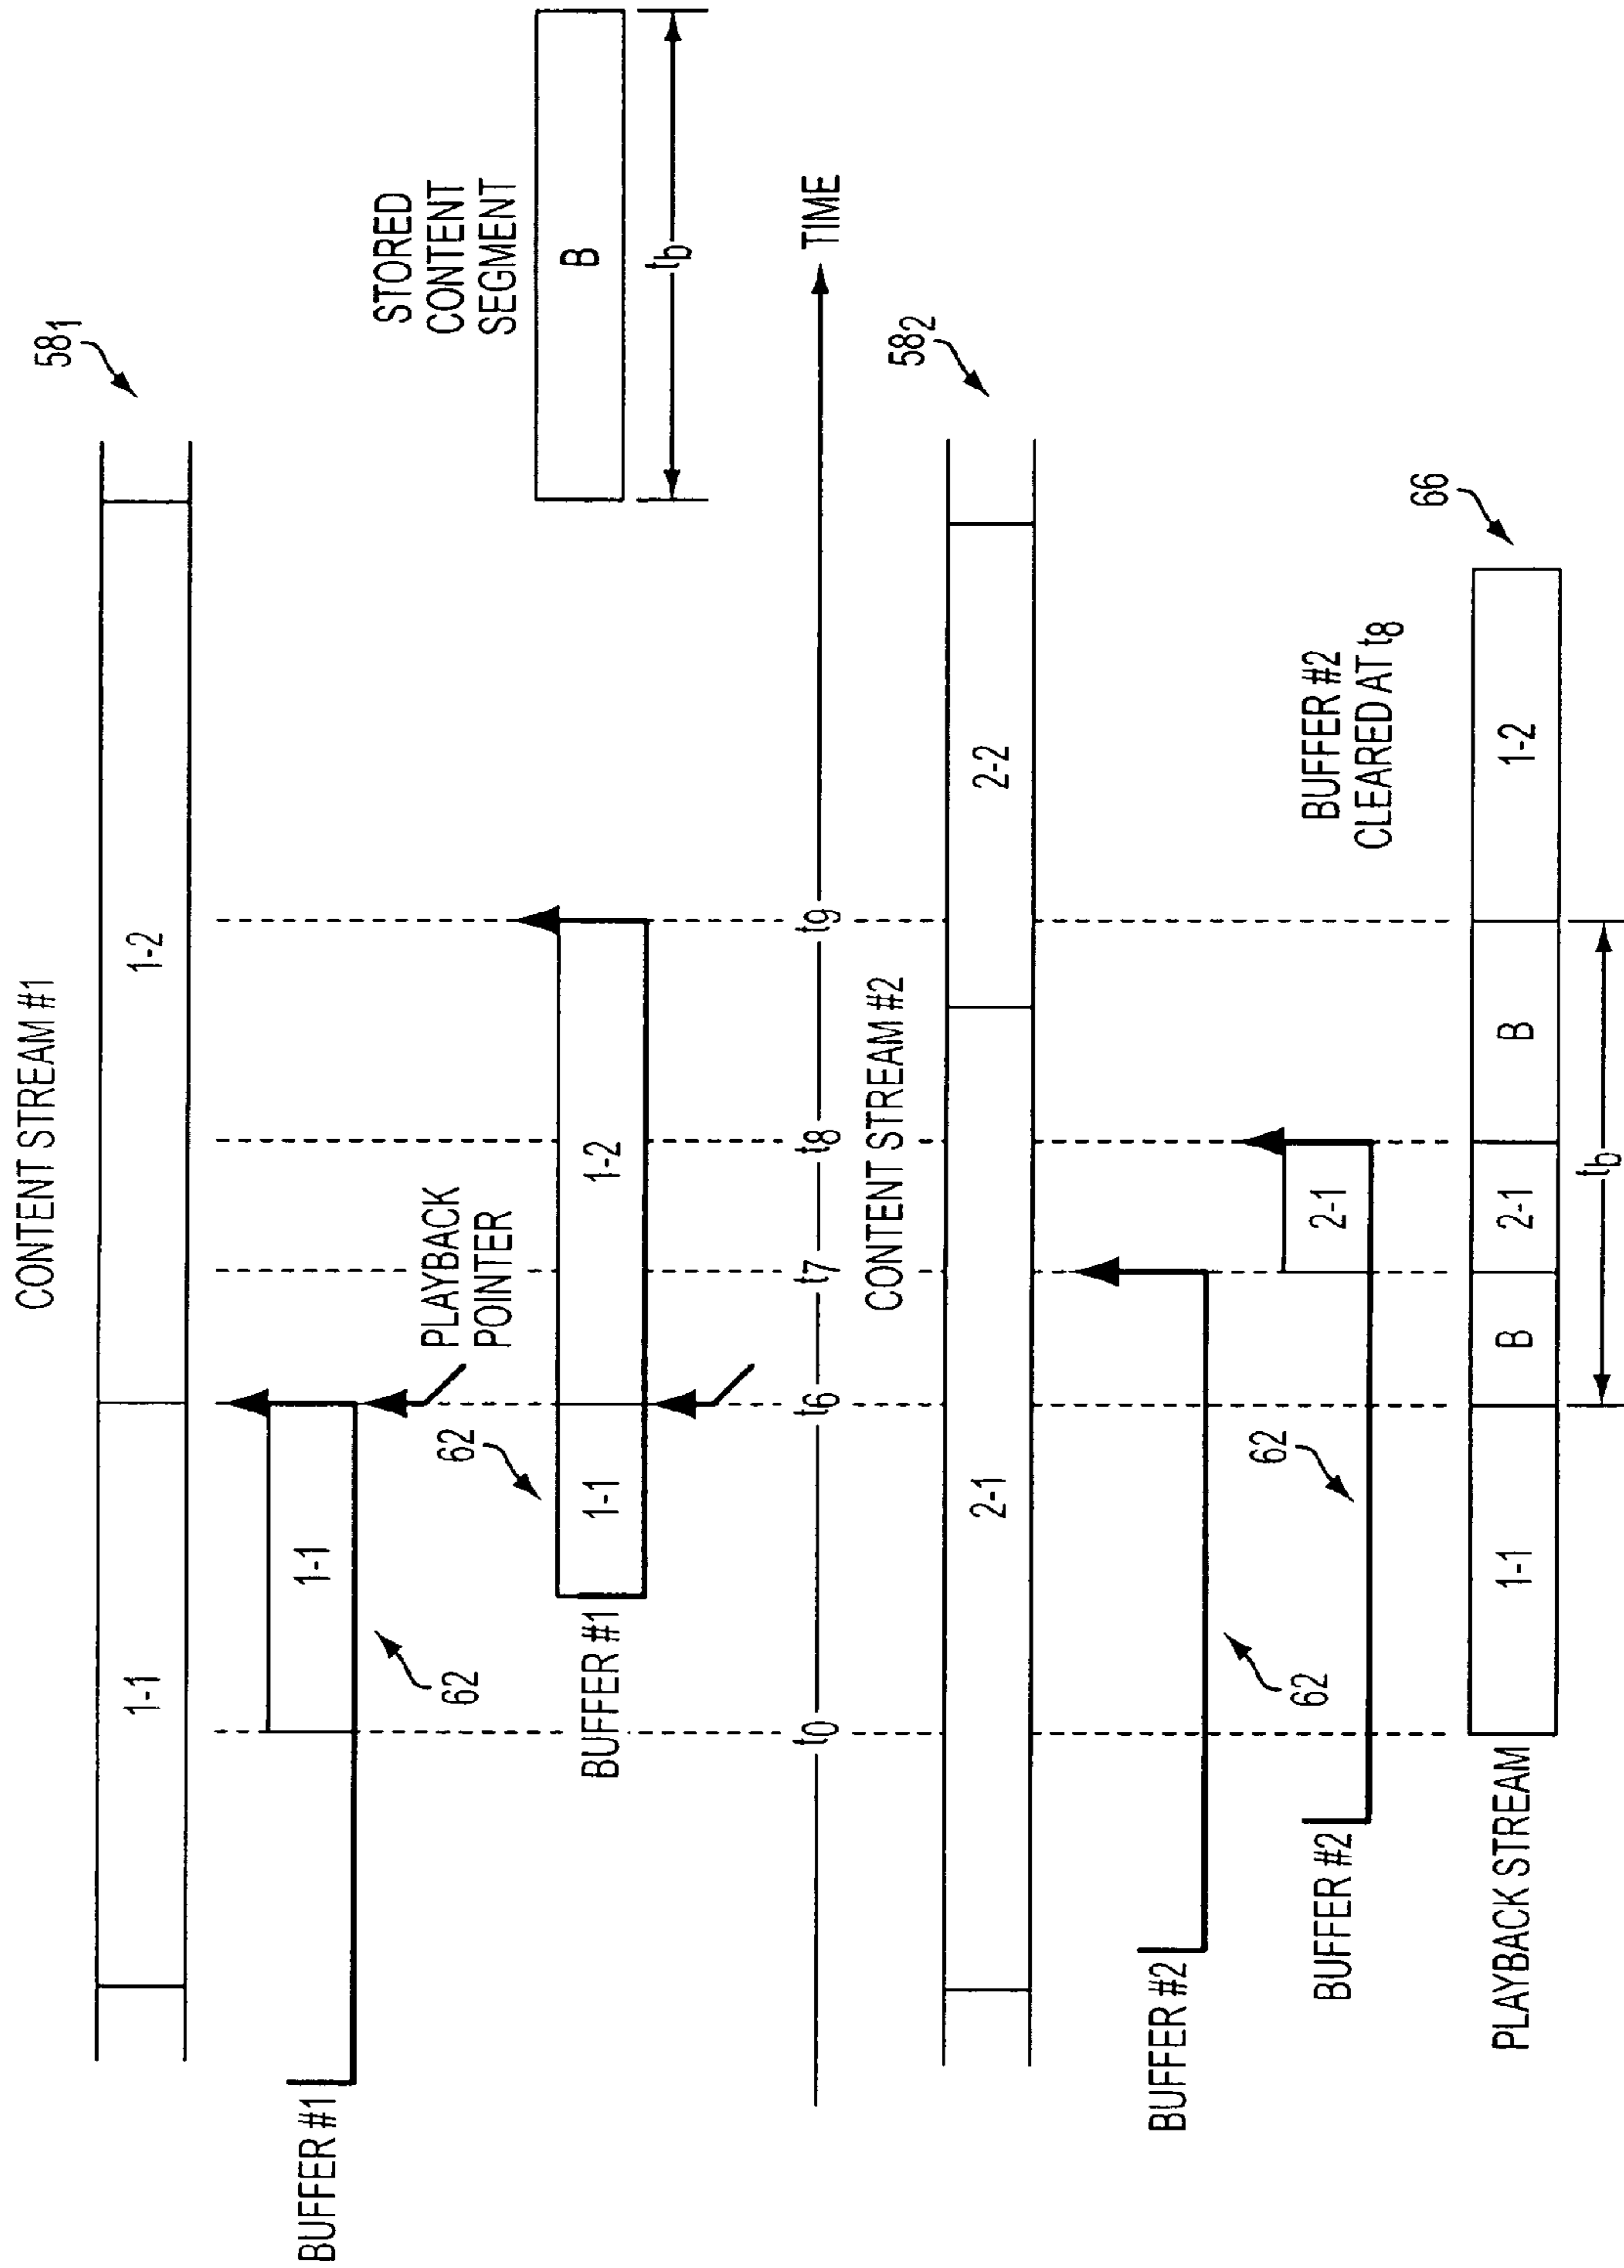 CONTENT STREAM #1
58₁
1-1
1-2
1-1
BUFFER #1
62
PLAYBACK
POINTER
STORED
CONTENT
SEGMENT
B
t_b
62
1-1
1-2
BUFFER #1
t0
t6
t7
t8
t9
TIME
CONTENT STREAM #2
58₂
2-1
2-2
BUFFER #2
62
62
2-1
BUFFER #2
BUFFER #2
CLEARED AT t8
66
PLAYBACK STREAM
1-1
B
2-1
B
1-2
t_b